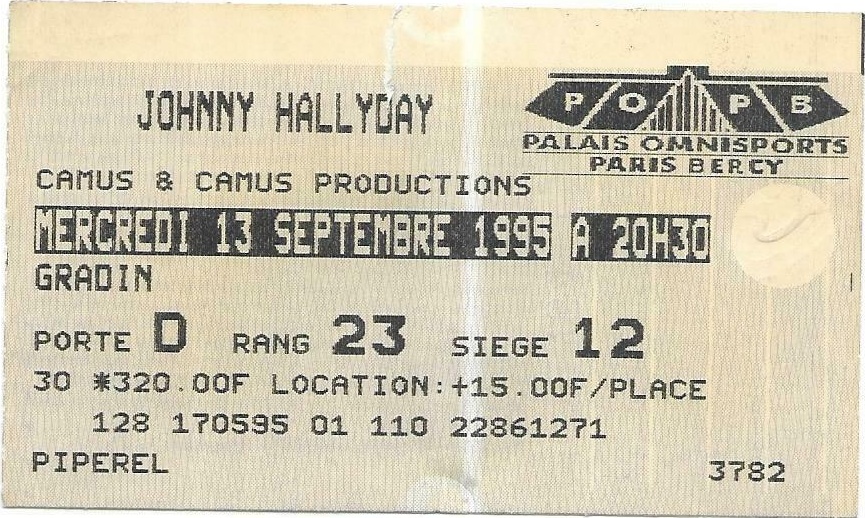 JOHNNY HALLYDAY
POPB
PALAIS OMNISPORTS
PARIS BERCY
CAMUS & CAMUS PRODUCTIONS
MERCREDI 13 SEPTEMBRE 1995 A 20H30
GRADIN
PORTE D RANG 23 SIEGE 12
30 *320.00F LOCATION:+15.00F/PLACE
128 170595 01 110 22861271
PIPEREL 3782